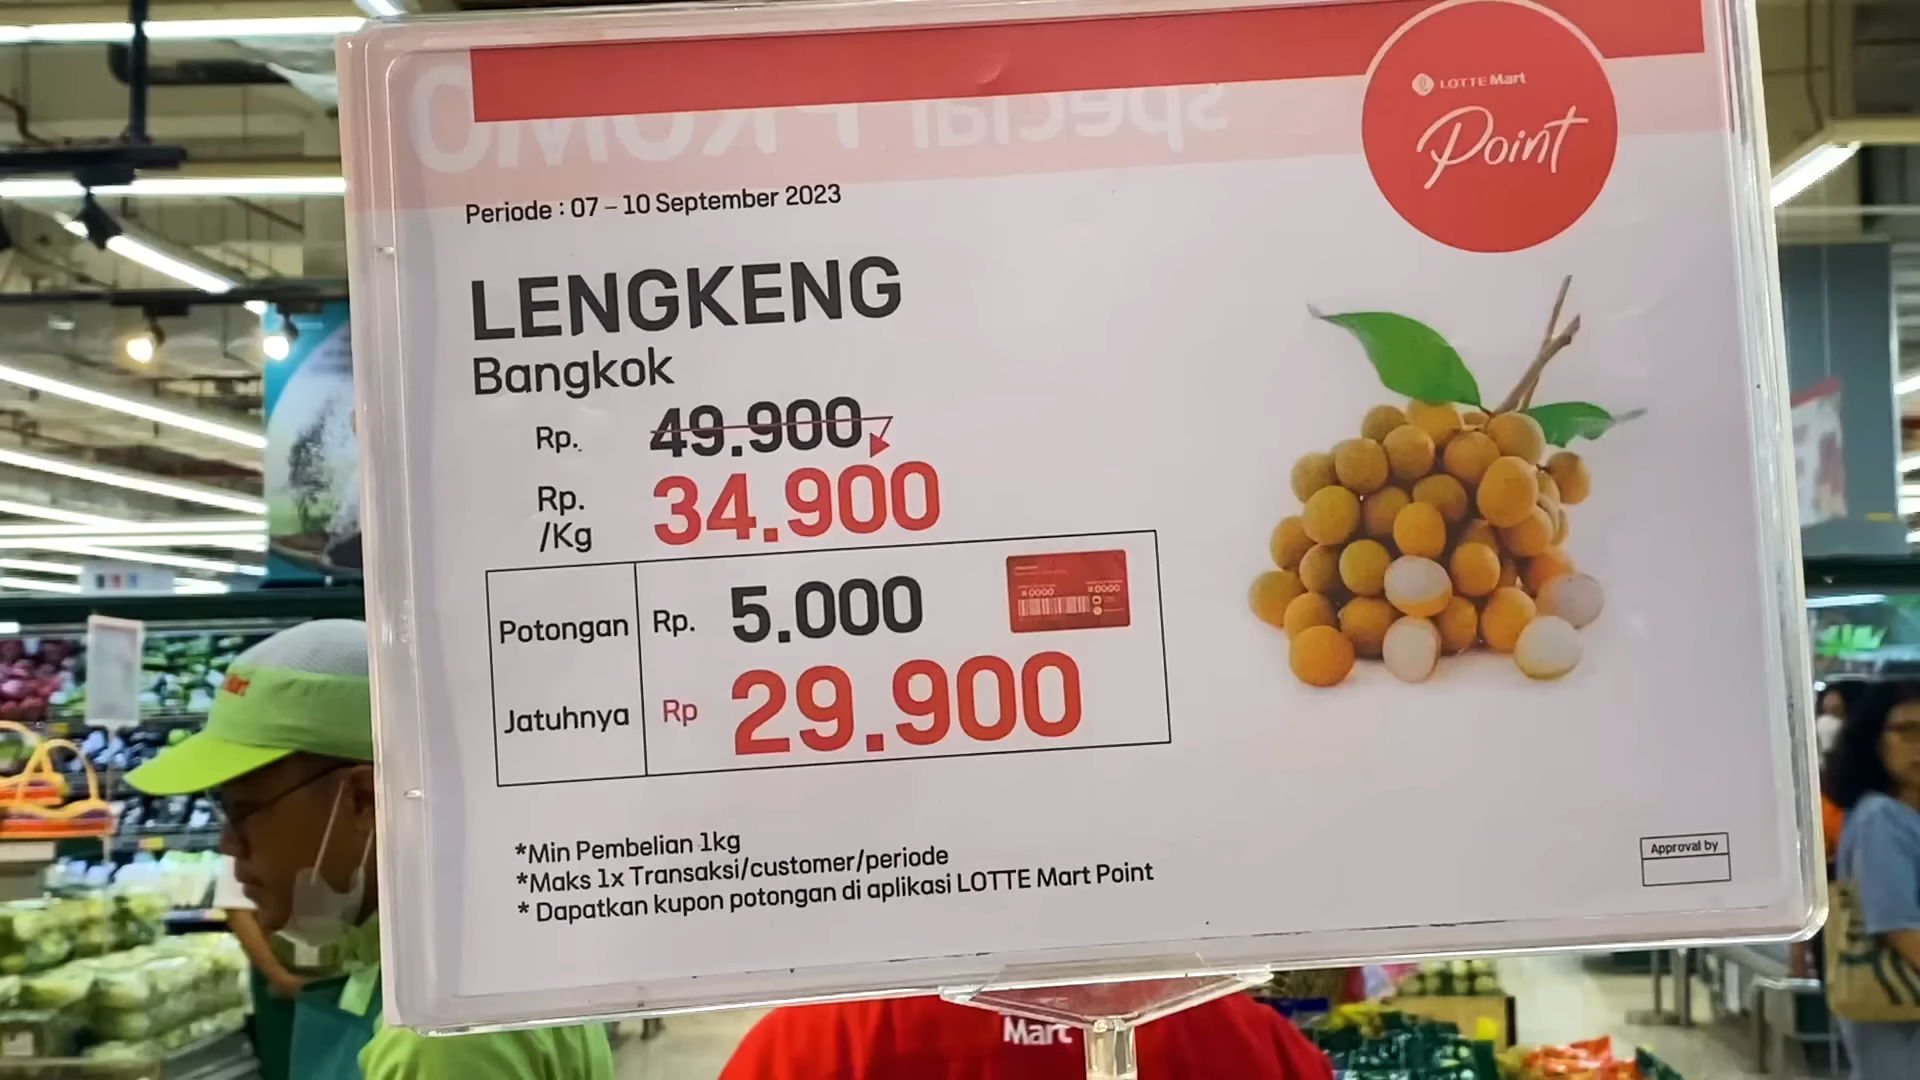 LOTTE Mart
Point
special PROMO
Periode : 07 – 10 September 2023
LENGKENG
Bangkok
Rp. 49.900
Rp. /Kg 34.900
Potongan Rp. 5.000
Jatuhnya Rp 29.900
*Min Pembelian 1kg
*Maks 1x Transaksi/customer/periode
* Dapatkan kupon potongan di aplikasi LOTTE Mart Point
Approval by
Mart